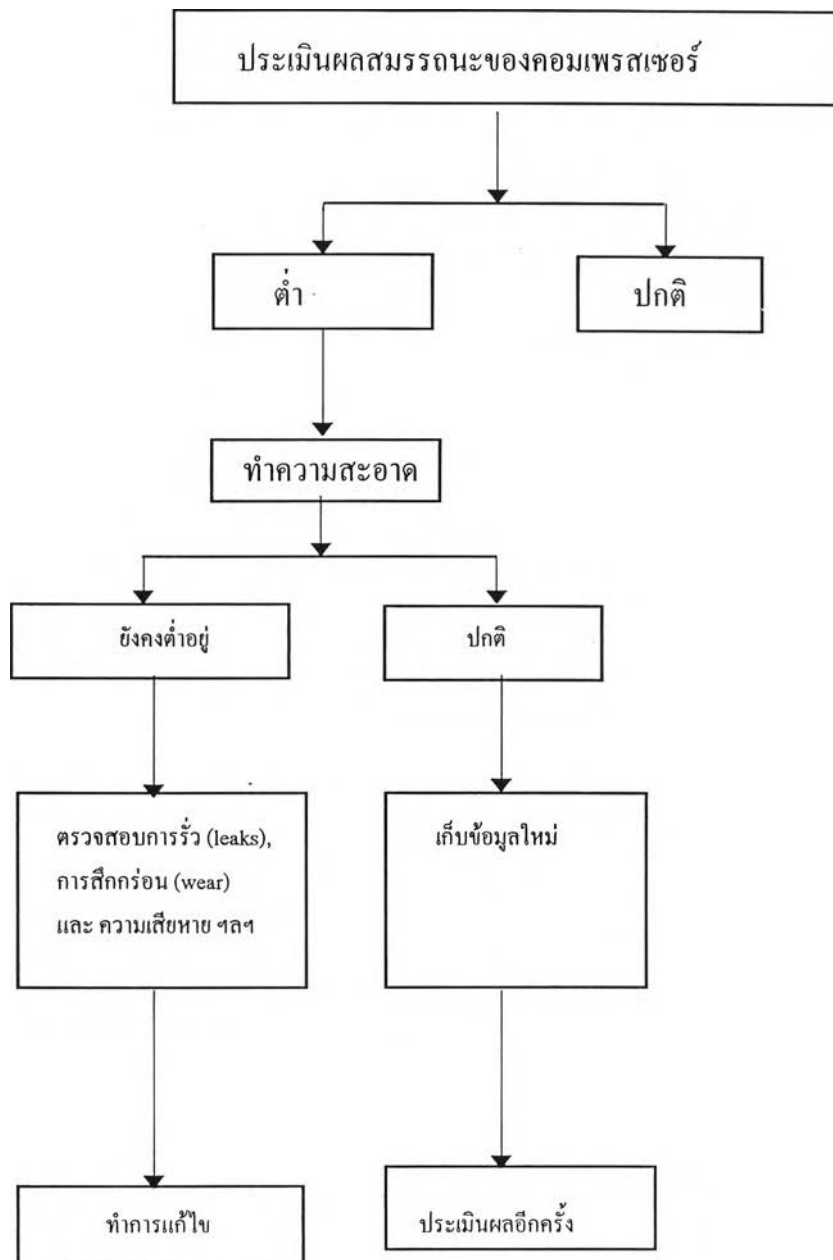 ประเมินผลสมรรถนะของคอมเพรสเซอร์
ต่ำ
ปกติ
ทำความสะอาด
ยังคงต่ำอยู่
ปกติ
ตรวจสอบการรั่ว (leaks),
การสึกกร่อน (wear)
และ ความเสียหาย ฯลฯ
เก็บข้อมูลใหม่
ทำการแก้ไข
ประเมินผลอีกครั้ง